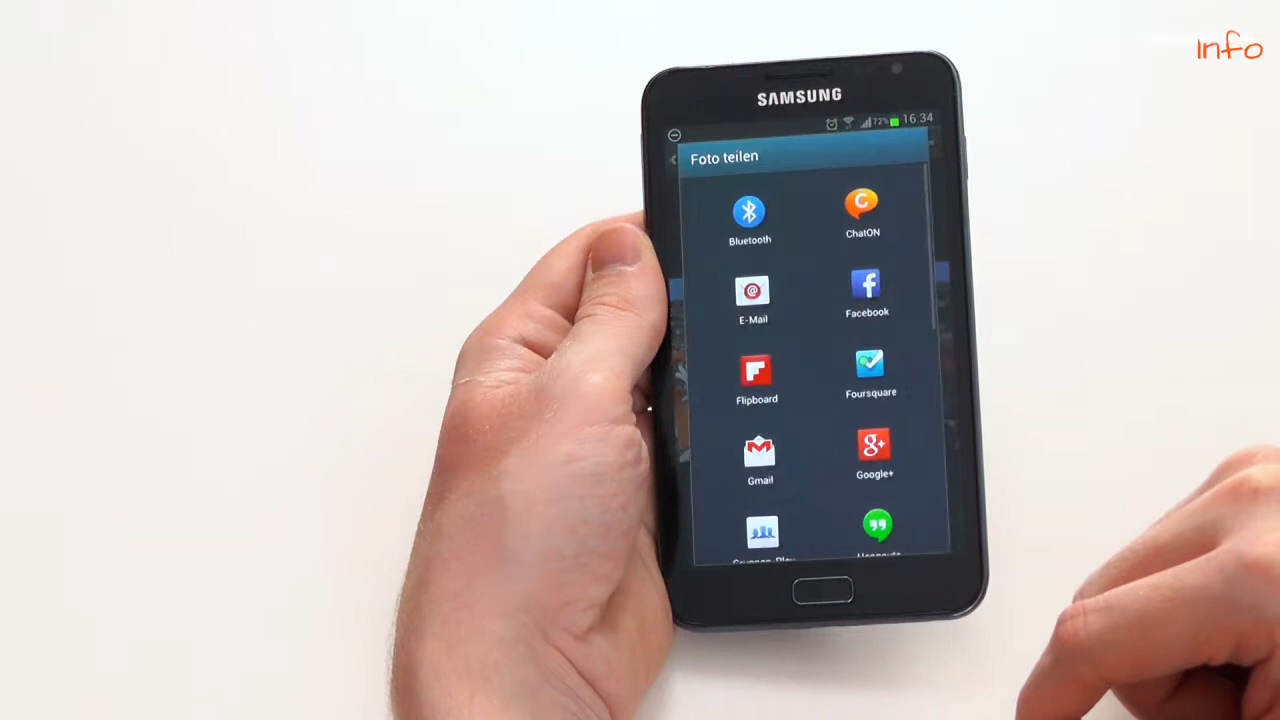 Info
SAMSUNG
72% 16:34
Foto teilen
Bluetooth ChatON
E-Mail Facebook
Flipboard Foursquare
Gmail Google+